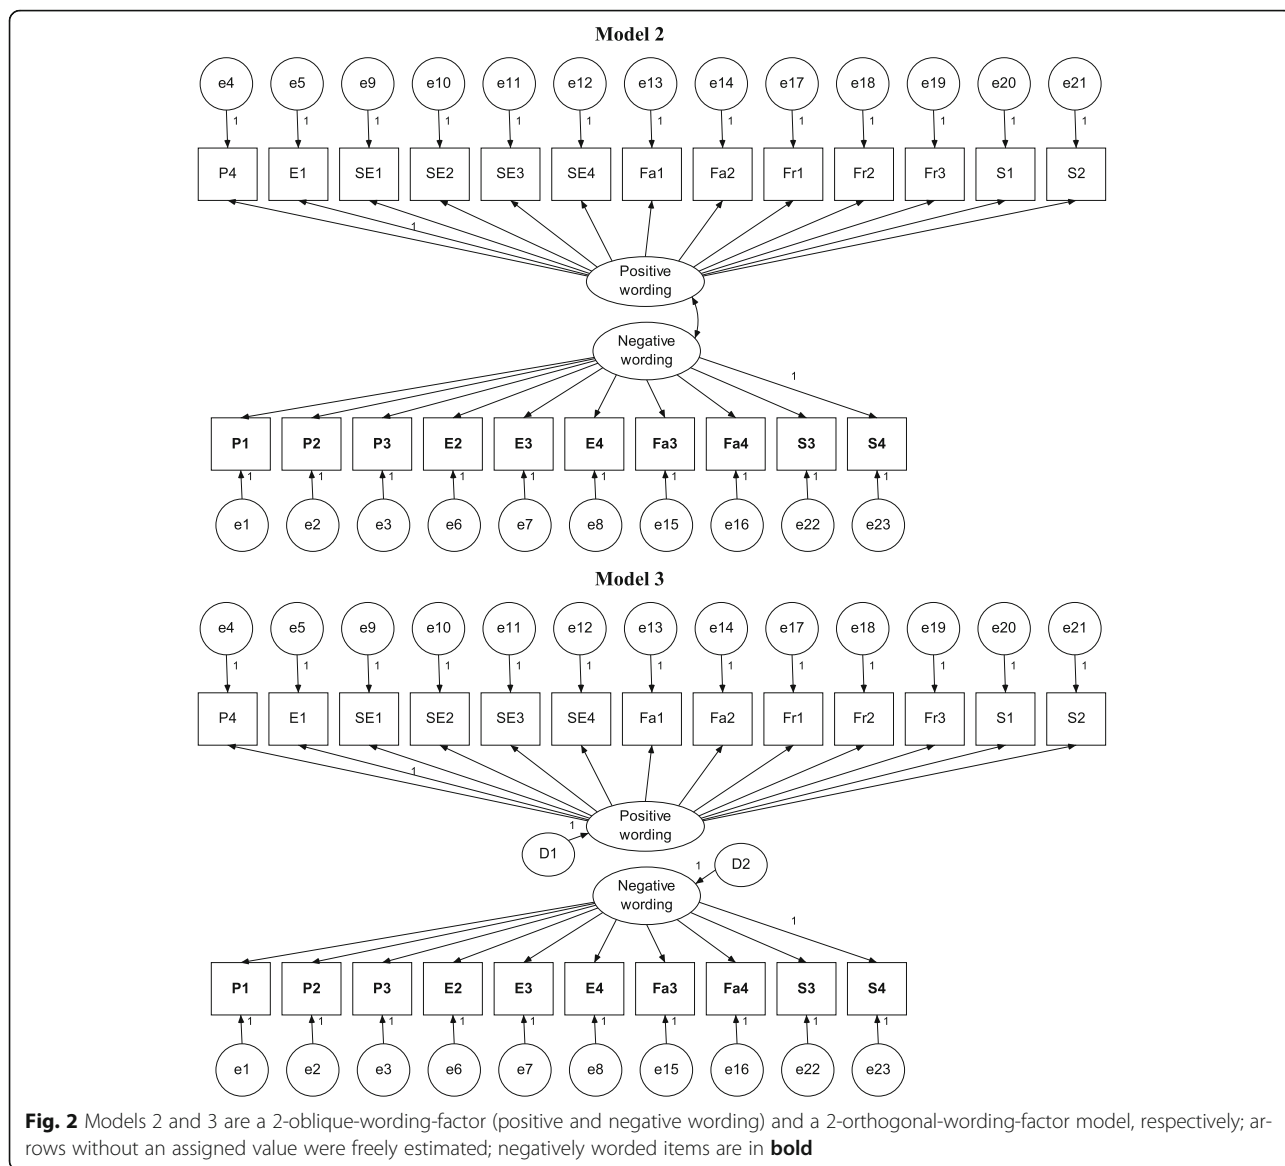 Model 2
e4 e5 e9 e10 e11 e12 e13 e14 e17 e18 e19 e20 e21
1 1 1 1 1 1 1 1 1 1 1 1 1
P4 E1 SE1 SE2 SE3 SE4 Fa1 Fa2 Fr1 Fr2 Fr3 S1 S2
1
Positive
wording
Negative
wording
1
P1 P2 P3 E2 E3 E4 Fa3 Fa4 S3 S4
1 1 1 1 1 1 1 1 1 1
e1 e2 e3 e6 e7 e8 e15 e16 e22 e23
Model 3
e4 e5 e9 e10 e11 e12 e13 e14 e17 e18 e19 e20 e21
1 1 1 1 1 1 1 1 1 1 1 1 1
P4 E1 SE1 SE2 SE3 SE4 Fa1 Fa2 Fr1 Fr2 Fr3 S1 S2
1
Positive
wording
1
D1
1
D2
Negative
wording
1
P1 P2 P3 E2 E3 E4 Fa3 Fa4 S3 S4
1 1 1 1 1 1 1 1 1 1
e1 e2 e3 e6 e7 e8 e15 e16 e22 e23
Fig. 2 Models 2 and 3 are a 2-oblique-wording-factor (positive and negative wording) and a 2-orthogonal-wording-factor model, respectively; ar-
rows without an assigned value were freely estimated; negatively worded items are in bold